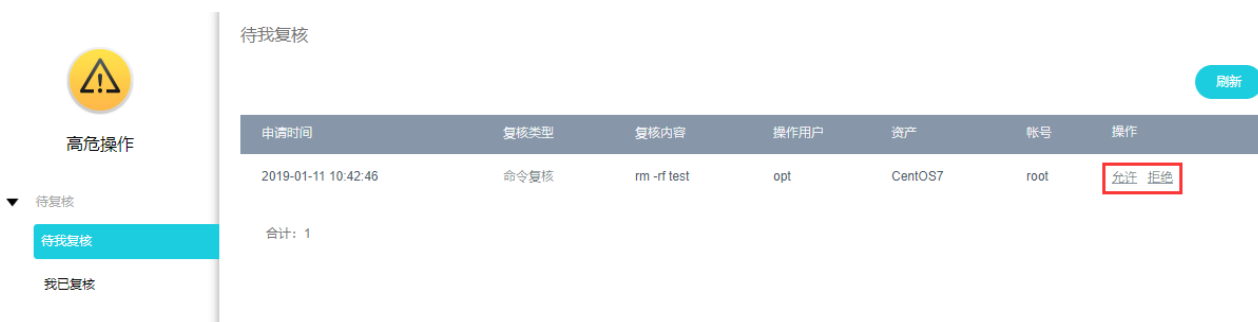 待我复核
刷新
高危操作
申请时间 复核类型 复核内容 操作用户 资产 帐号 操作
2019-01-11 10:42:46 命令复核 rm -rf test opt CentOS7 root 允许 拒绝
待复核
待我复核
合计：1
我已复核